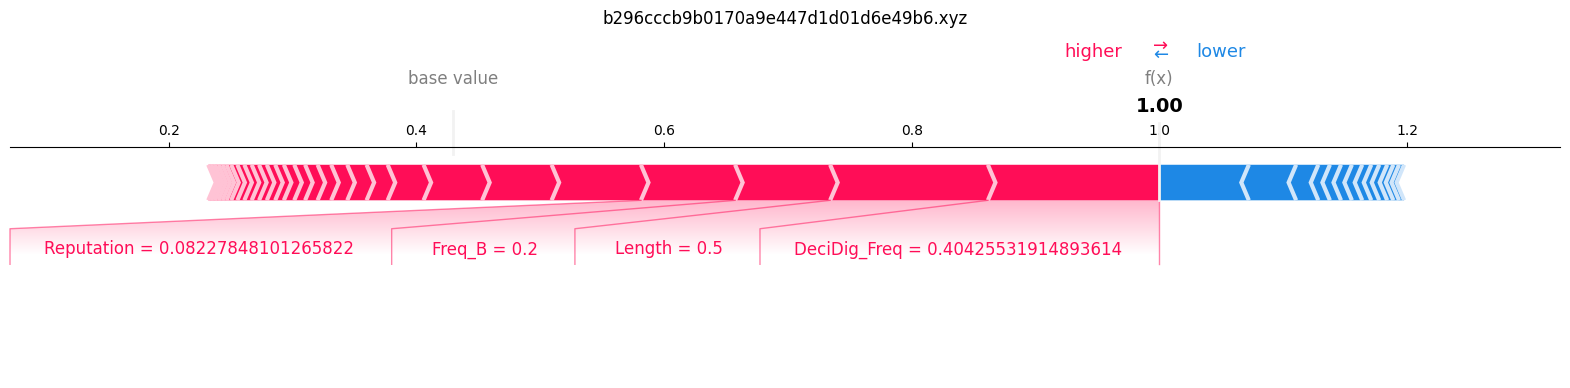 b296cccb9b0170a9e447d1d01d6e49b6.xyz
higher ⇄ lower
base value f(x)
1.00
0.2 0.4 0.6 0.8 1.0 1.2
Reputation = 0.08227848101265822 Freq_B = 0.2 Length = 0.5 DeciDig_Freq = 0.40425531914893614